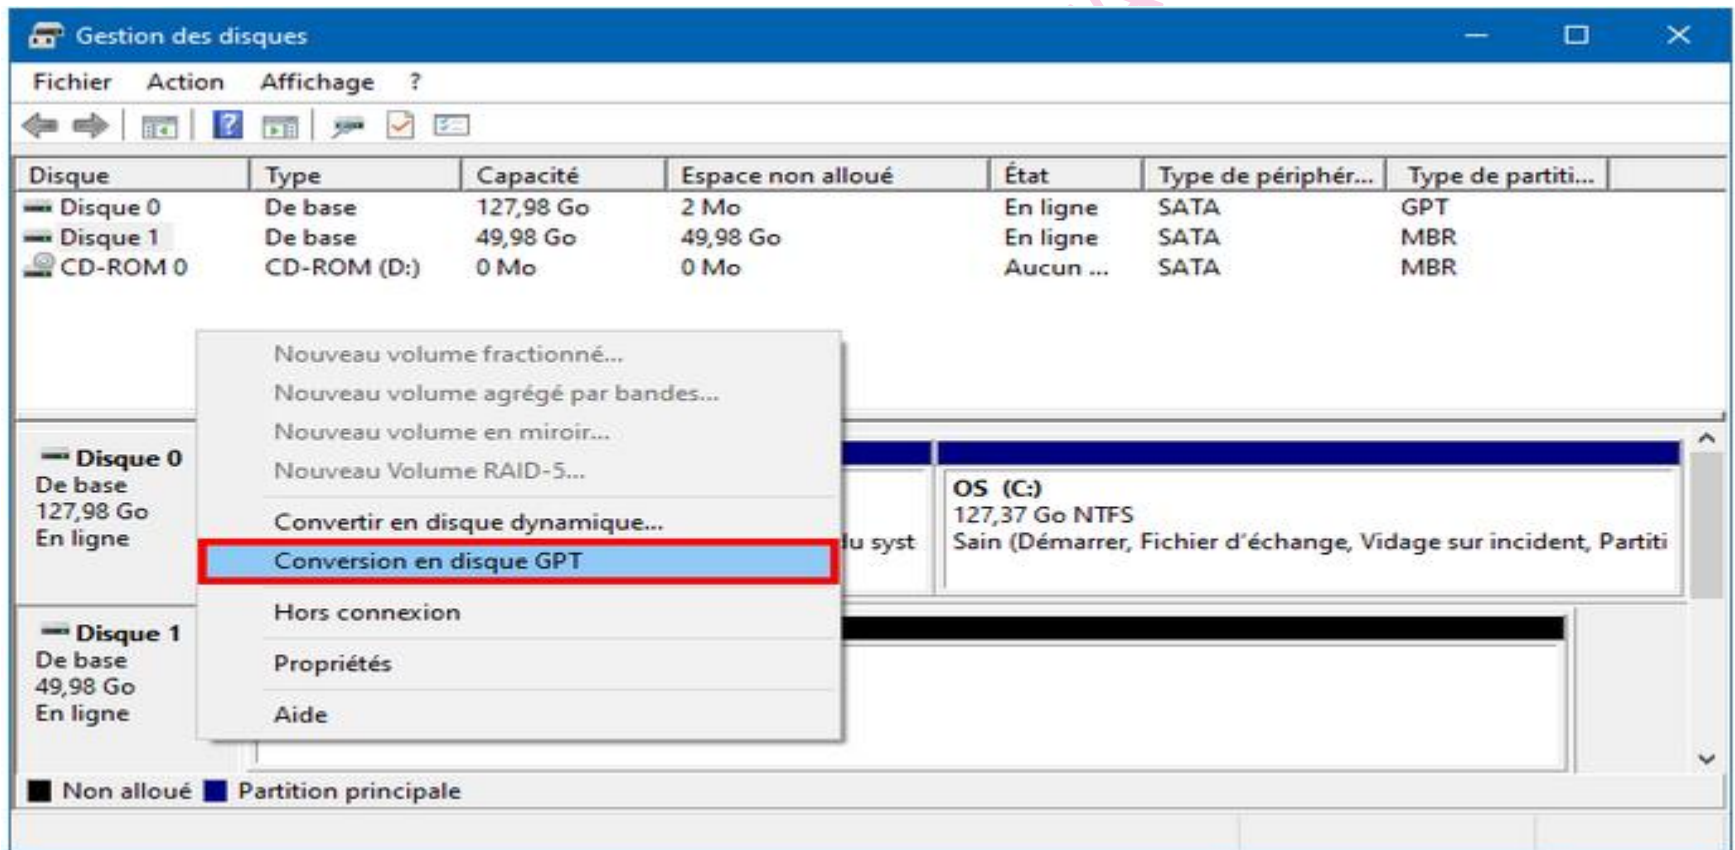 Gestion des disques
Fichier Action Affichage ?
Disque Type Capacité Espace non alloué État Type de périphér... Type de partiti...
Disque 0 De base 127,98 Go 2 Mo En ligne SATA GPT
Disque 1 De base 49,98 Go 49,98 Go En ligne SATA MBR
CD-ROM 0 CD-ROM (D:) 0 Mo 0 Mo Aucun ... SATA MBR
Nouveau volume fractionné...
Nouveau volume agrégé par bandes...
Nouveau volume en miroir...
Nouveau Volume RAID-5...
Convertir en disque dynamique...
Conversion en disque GPT
Hors connexion
Propriétés
Aide
Disque 0
De base
127,98 Go
En ligne
du syst
OS (C:)
127,37 Go NTFS
Sain (Démarrer, Fichier d'échange, Vidage sur incident, Partiti
Disque 1
De base
49,98 Go
En ligne
Non alloué Partition principale